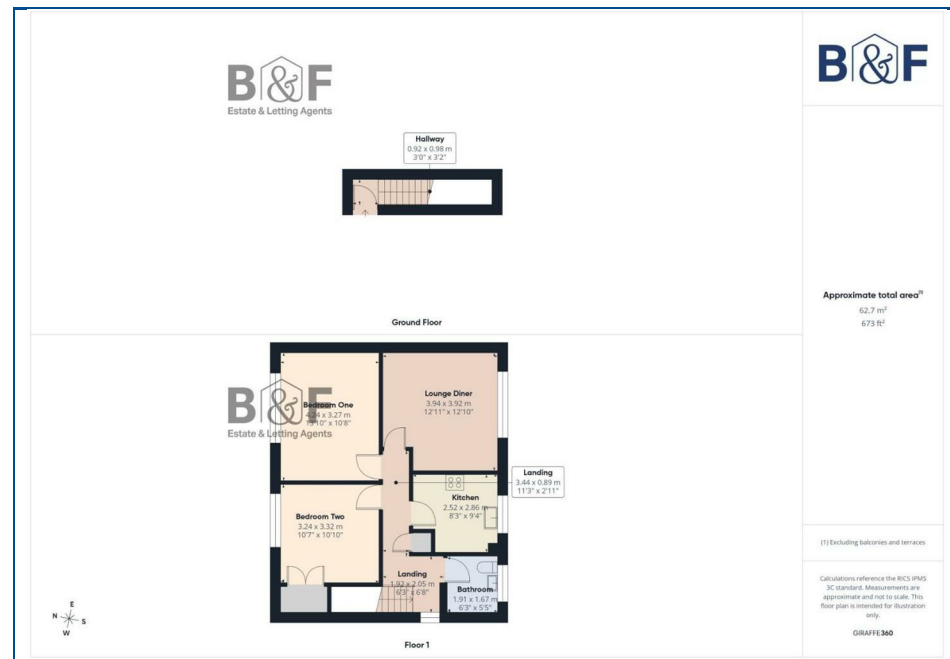 B&F
Estate & Letting Agents
Hallway
0.92 x 0.98 m
3'0" x 3'2"
1
Ground Floor
B&F
Approximate total area(1)
62.7 m²
673 ft²
(1) Excluding balconies and terraces
Calculations reference the RICS IPMS
3C standard. Measurements are
approximate and not to scale. This
floor plan is intended for illustration
only.
GIRAFFE360
B&F
Estate & Letting Agents
Bedroom One
x 3.27 m
x 10'8"
Lounge Diner
3.94 x 3.92 m
12'11" x 12'10"
Landing
3.44 x 0.89 m
11'3" x 2'11"
Kitchen
2.52 x 2.86 m
8'3" x 9'4"
Bedroom Two
3.24 x 3.32 m
10'7" x 10'10"
Landing
1.92 x 2.05 m
6'3" x 6'8"
Bathroom
1.91 x 1.67 m
6'3" x 5'5"
E
N
S
W
Floor 1